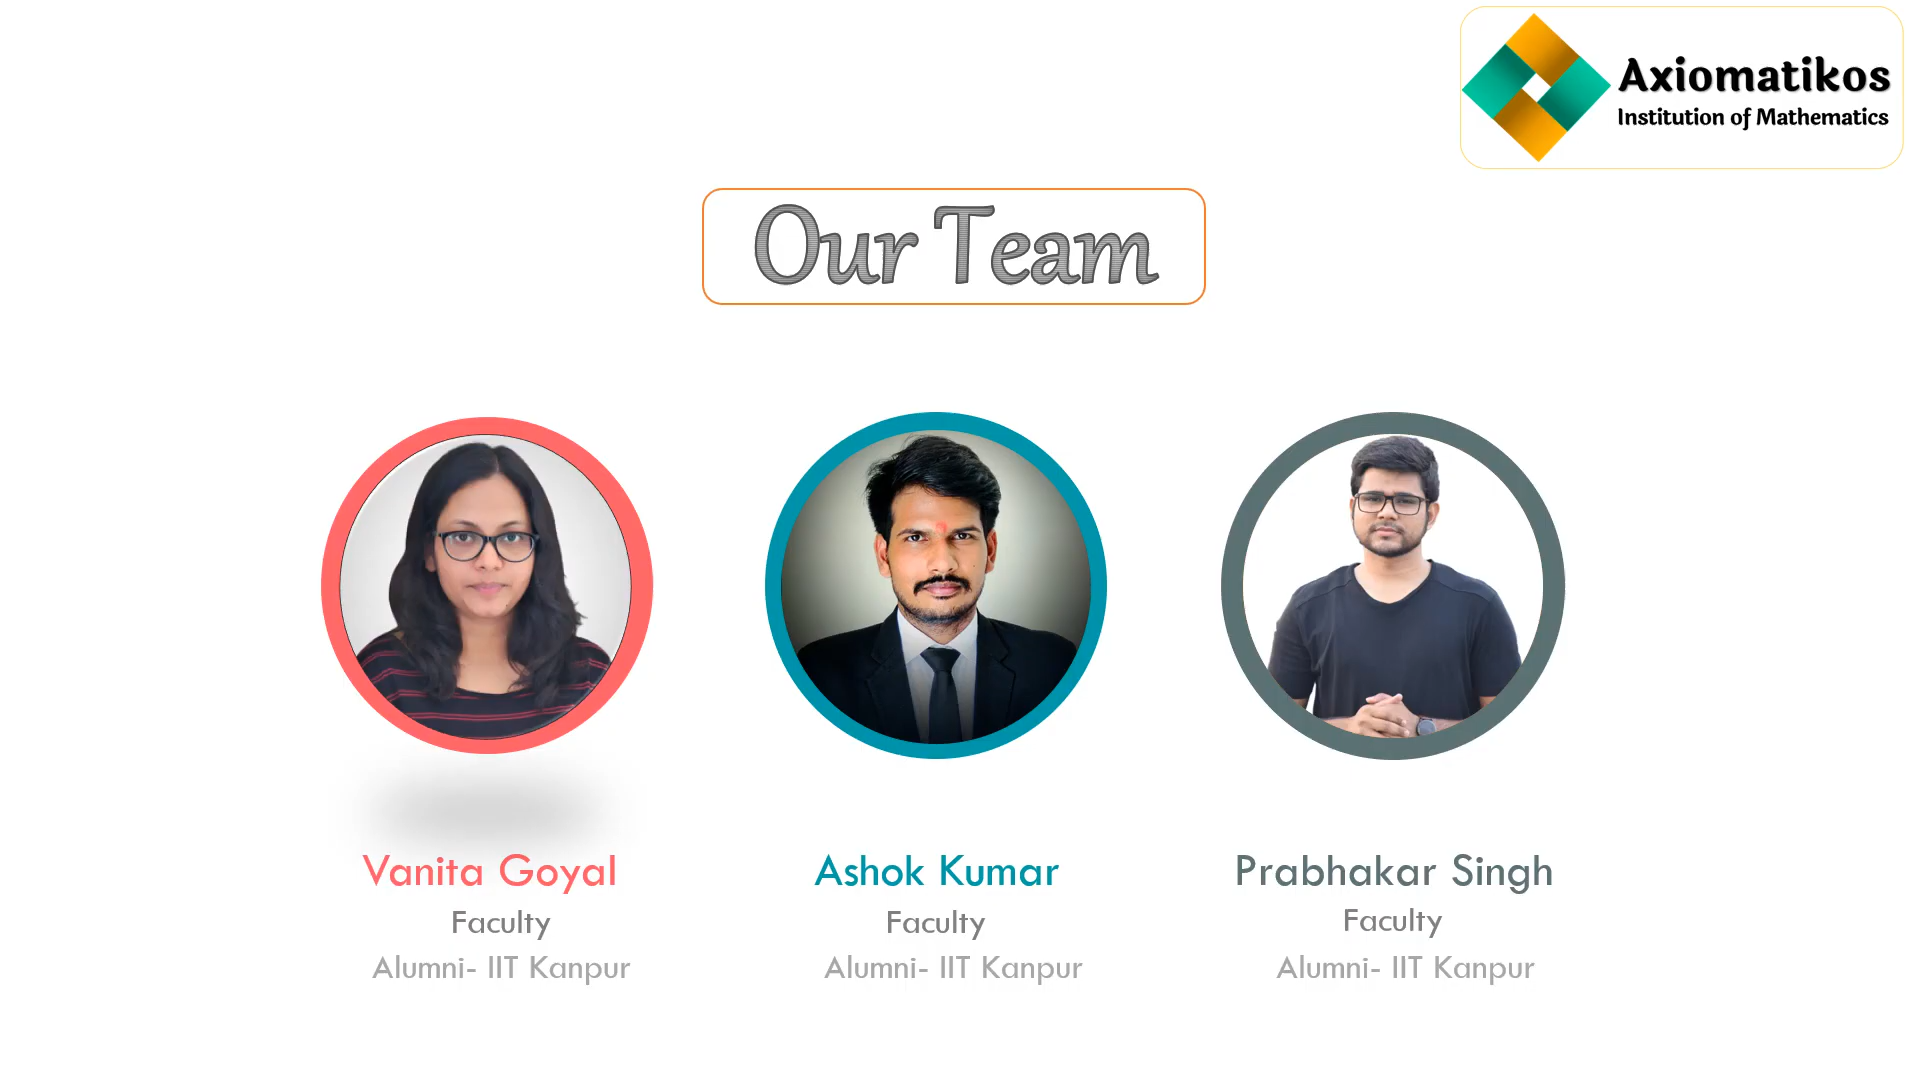 Axiomatikos
Institution of Mathematics
Our Team
Vanita Goyal
Faculty
Alumni- IIT Kanpur
Ashok Kumar
Faculty
Alumni- IIT Kanpur
Prabhakar Singh
Faculty
Alumni- IIT Kanpur